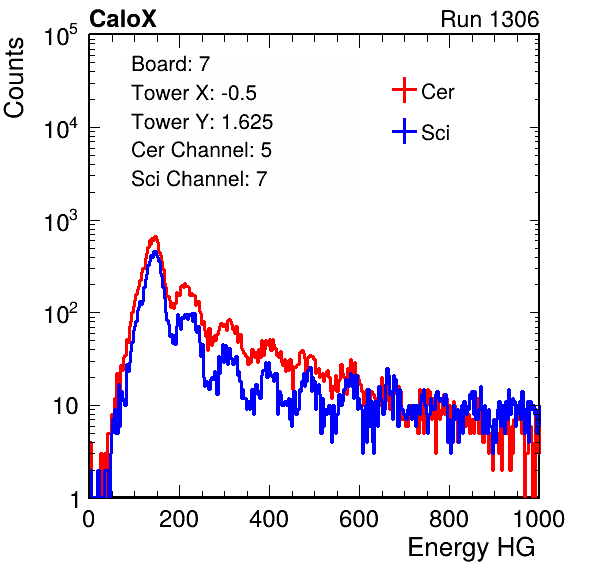 CaloX Run 1306
Counts
Board: 7
Tower X: -0.5
Tower Y: 1.625
Cer Channel: 5
Sci Channel: 7
Cer
Sci
10^5
10^4
10^3
10^2
10
1
0 200 400 600 800 1000
Energy HG